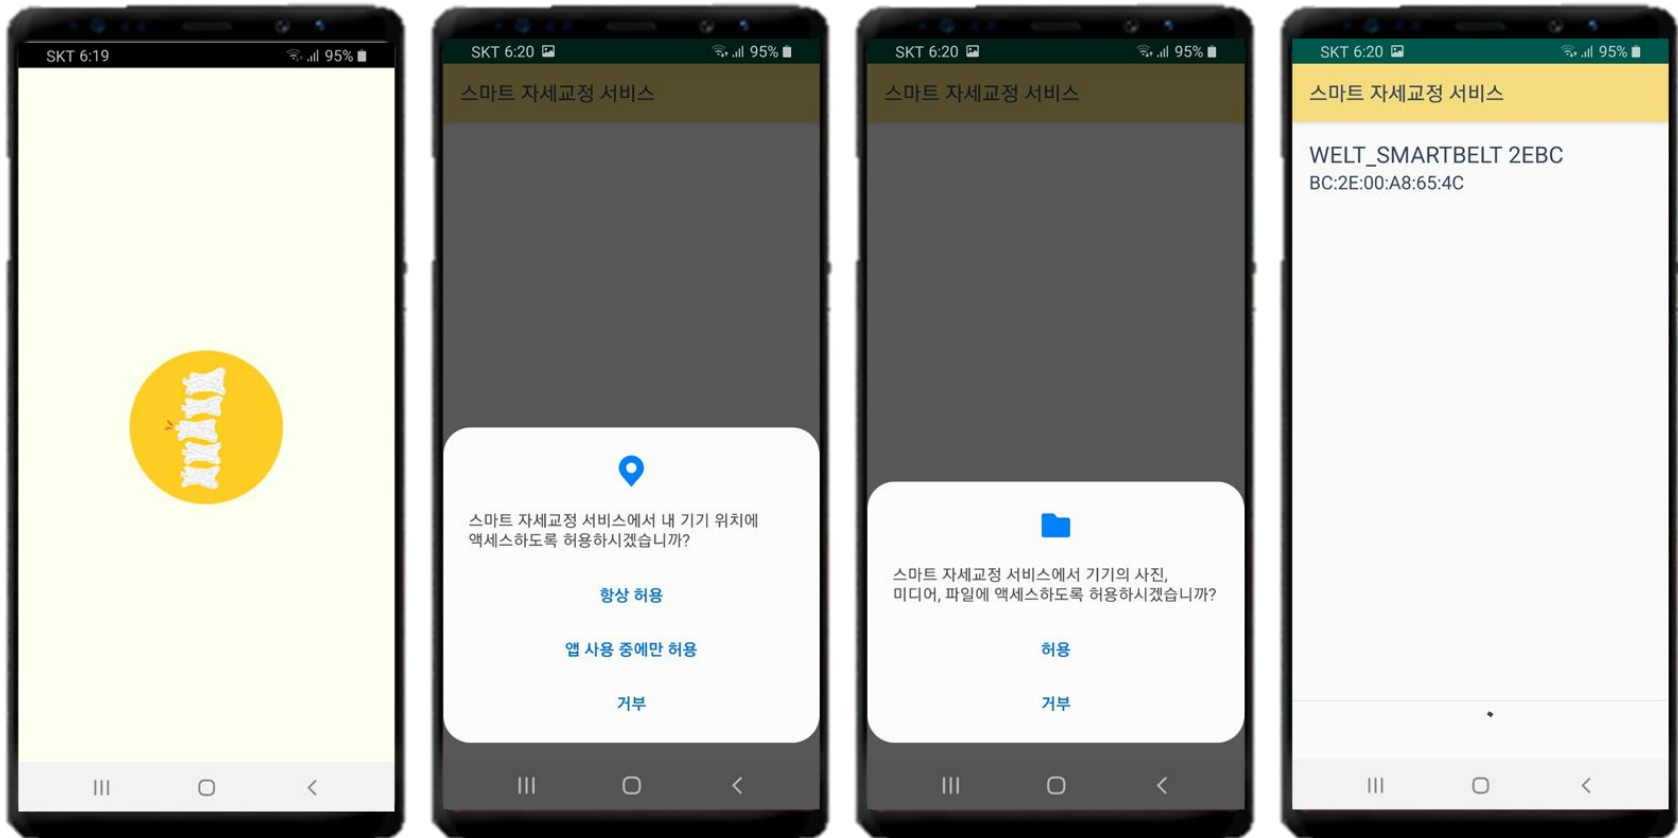 SKT 6:19
95%
SKT 6:20
95%
스마트 자세교정 서비스
스마트 자세교정 서비스에서 내 기기 위치에
액세스하도록 허용하시겠습니까?
항상 허용
앱 사용 중에만 허용
거부
SKT 6:20
95%
스마트 자세교정 서비스
스마트 자세교정 서비스에서 기기의 사진,
미디어, 파일에 액세스하도록 허용하시겠습니까?
허용
거부
SKT 6:20
95%
스마트 자세교정 서비스
WELT_SMARTBELT 2EBC
BC:2E:00:A8:65:4C